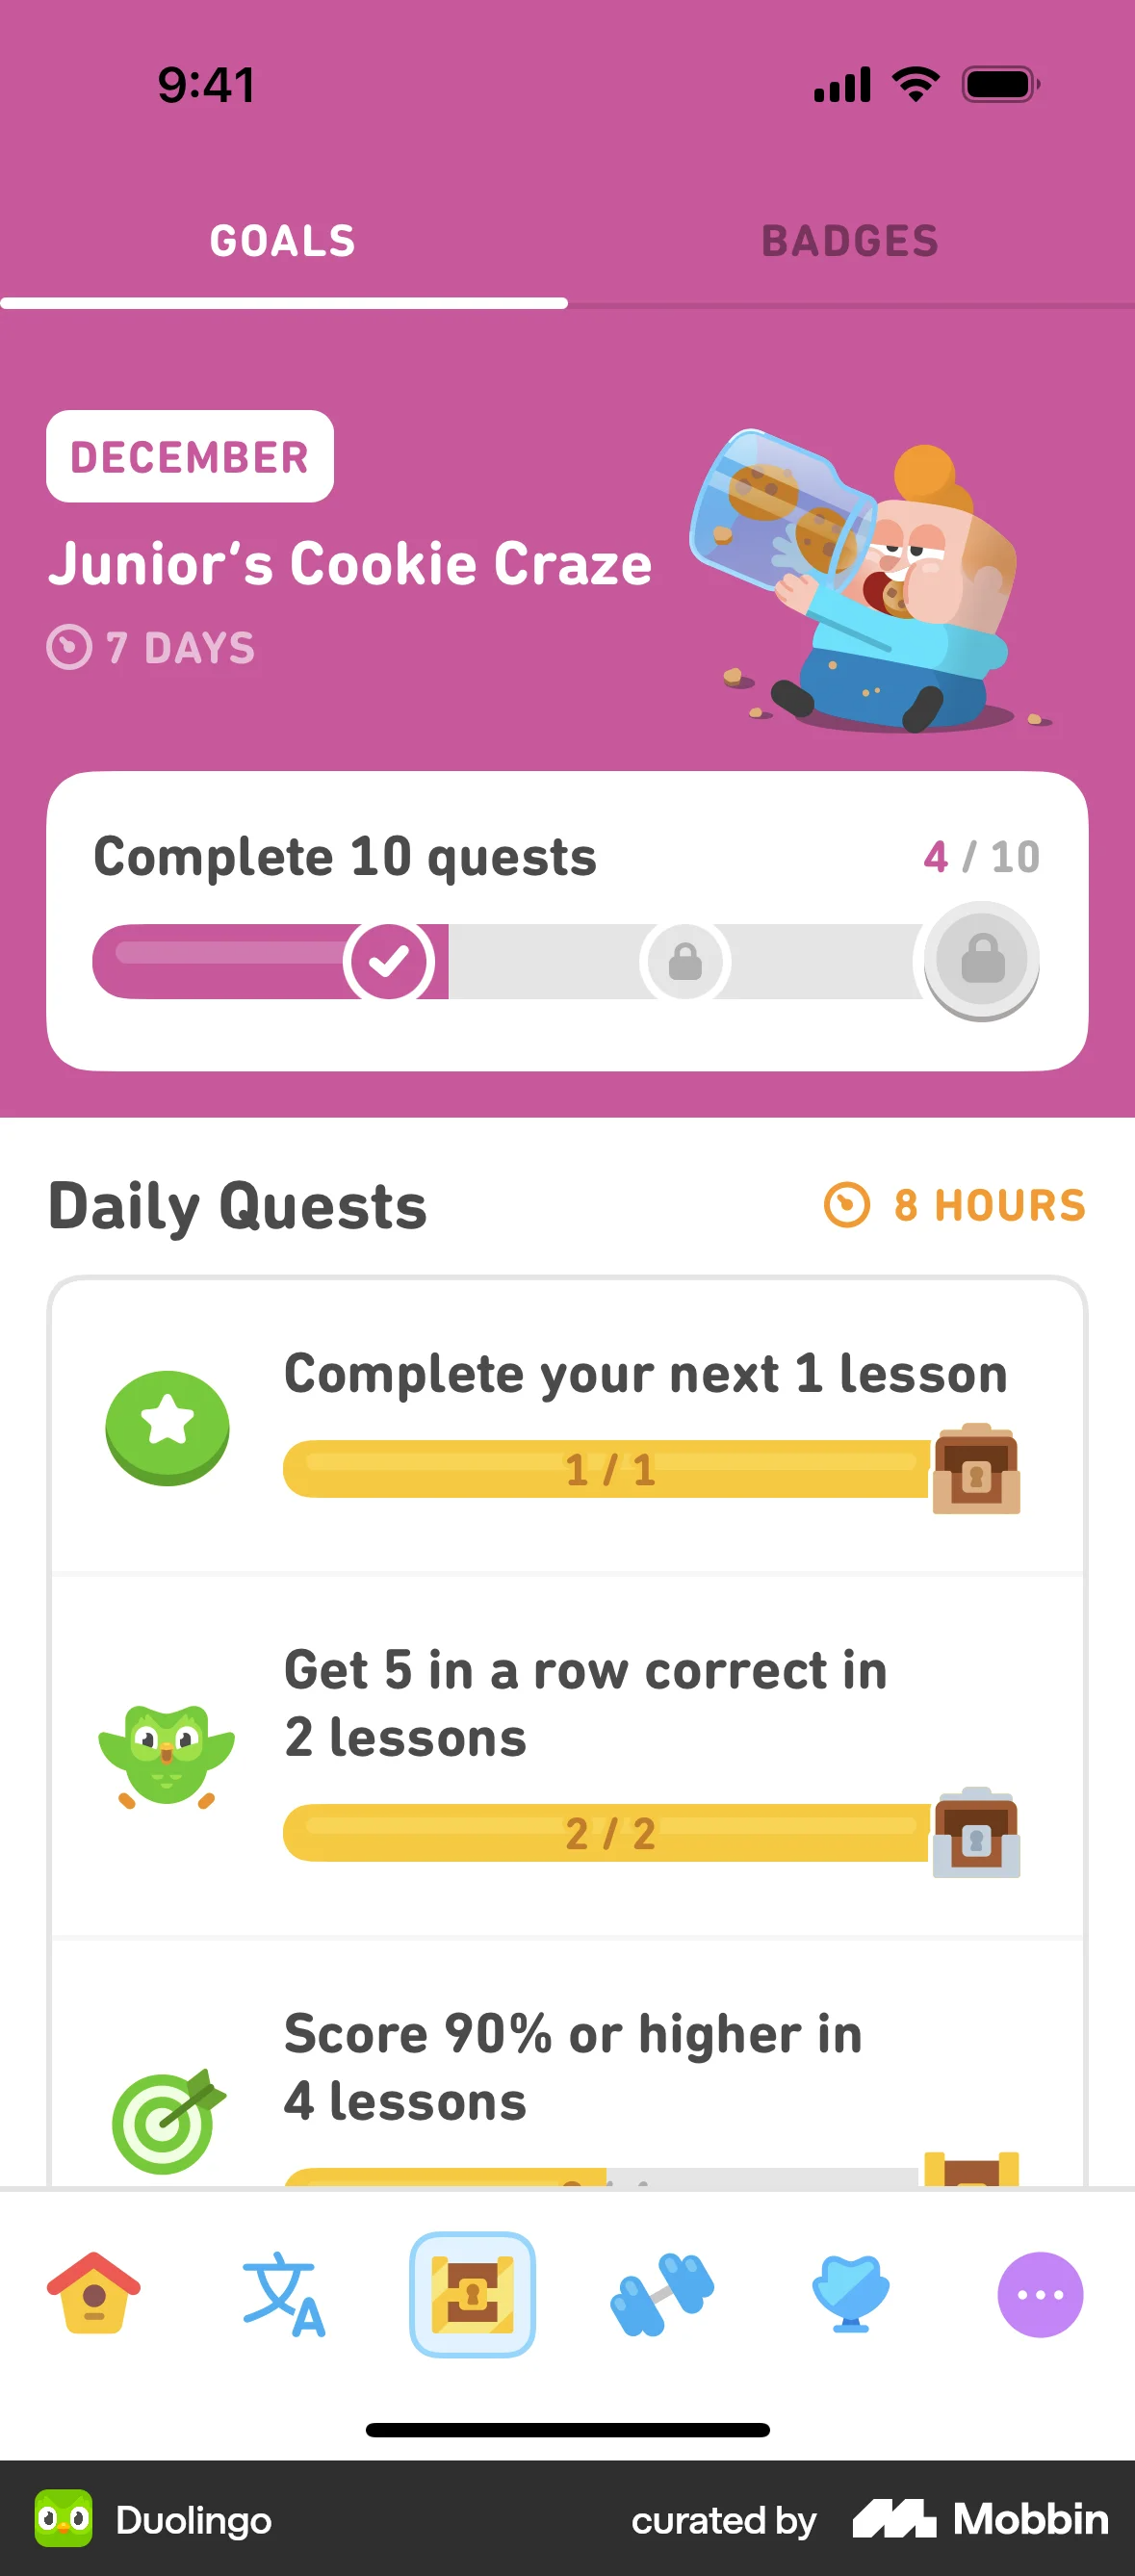 9:41
GOALS
BADGES
DECEMBER
Junior’s Cookie Craze
7 DAYS
Complete 10 quests
4 / 10
Daily Quests
8 HOURS
Complete your next 1 lesson
1 / 1
Get 5 in a row correct in
2 lessons
2 / 2
Score 90% or higher in
4 lessons
文A
Duolingo
curated by Mobbin